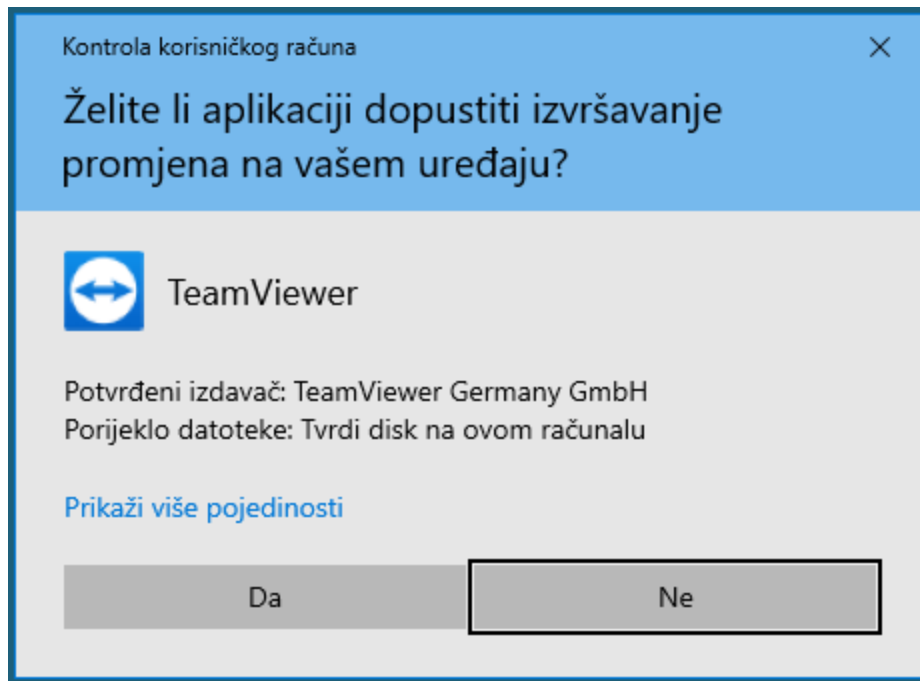 Kontrola korisničkog računa
Želite li aplikaciji dopustiti izvršavanje
promjena na vašem uređaju?
TeamViewer
Potvrđeni izdavač: TeamViewer Germany GmbH
Porijeklo datoteke: Tvrdi disk na ovom računalu
Prikaži više pojedinosti
Da
Ne